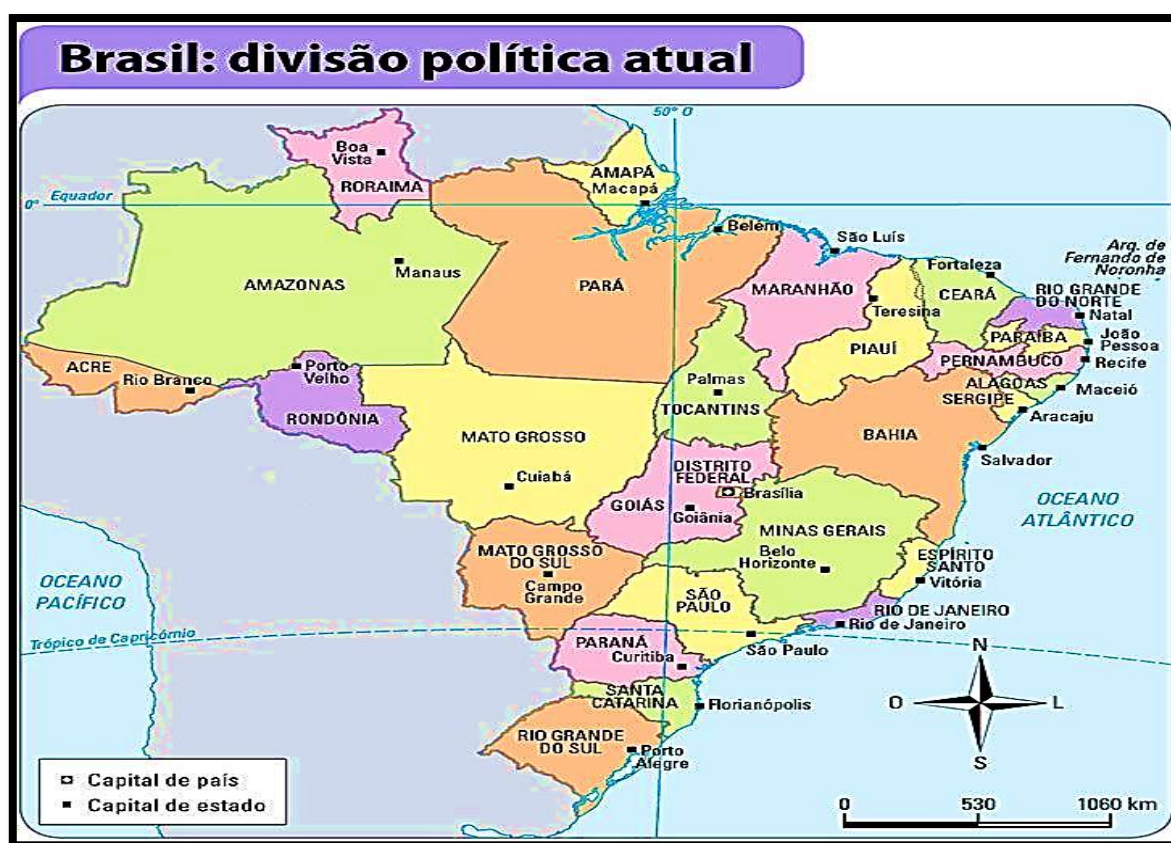 Brasil: divisão política atual
50° O
Boa
Vista
RORAIMA
AMAPÁ
Macapá
0°
Equador
Belém
São Luís
Arq. de
Fernando de
Noronha
Fortaleza
Manaus
AMAZONAS
PARÁ
MARANHÃO
CEARÁ
RIO GRANDE
DO NORTE
Natal
Teresina
PARAÍBA
João
Pessoa
PIAUÍ
PERNAMBUCO
Recife
ACRE
Rio Branco
Porto
Velho
RONDÔNIA
Palmas
TOCANTINS
ALAGOAS
Maceió
SERGIPE
Aracaju
MATO GROSSO
BAHIA
Salvador
Cuiabá
DISTRITO
FEDERAL
Brasília
GOIÁS
Goiânia
OCEANO
ATLÂNTICO
MINAS GERAIS
Belo
Horizonte
MATO GROSSO
DO SUL
Campo
Grande
ESPÍRITO
SANTO
Vitória
OCEANO
PACÍFICO
SÃO
PAULO
RIO DE JANEIRO
Rio de Janeiro
Trópico de Capricórnio
PARANÁ
Curitiba
São Paulo
N
O
L
S
SANTA
CATARINA
Florianópolis
RIO GRANDE
DO SUL
Porto
Alegre
Capital de país
Capital de estado
0 530 1060 km